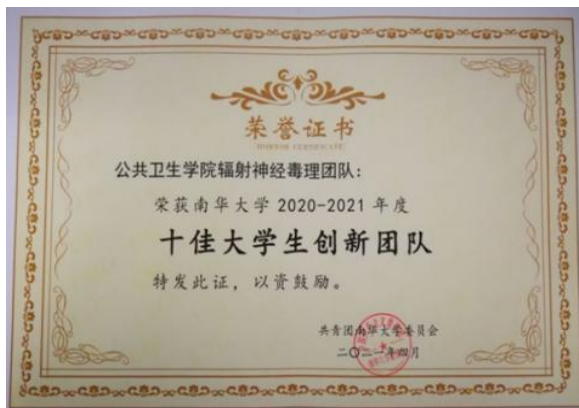 荣誉证书
HONOR CERTIFICATE
公共卫生学院辐射神经毒理团队：
荣获南华大学 2020-2021 年度
十佳大学生创新团队
特发此证，以资鼓励。
共青团南华大学委员会
二〇二一年四月